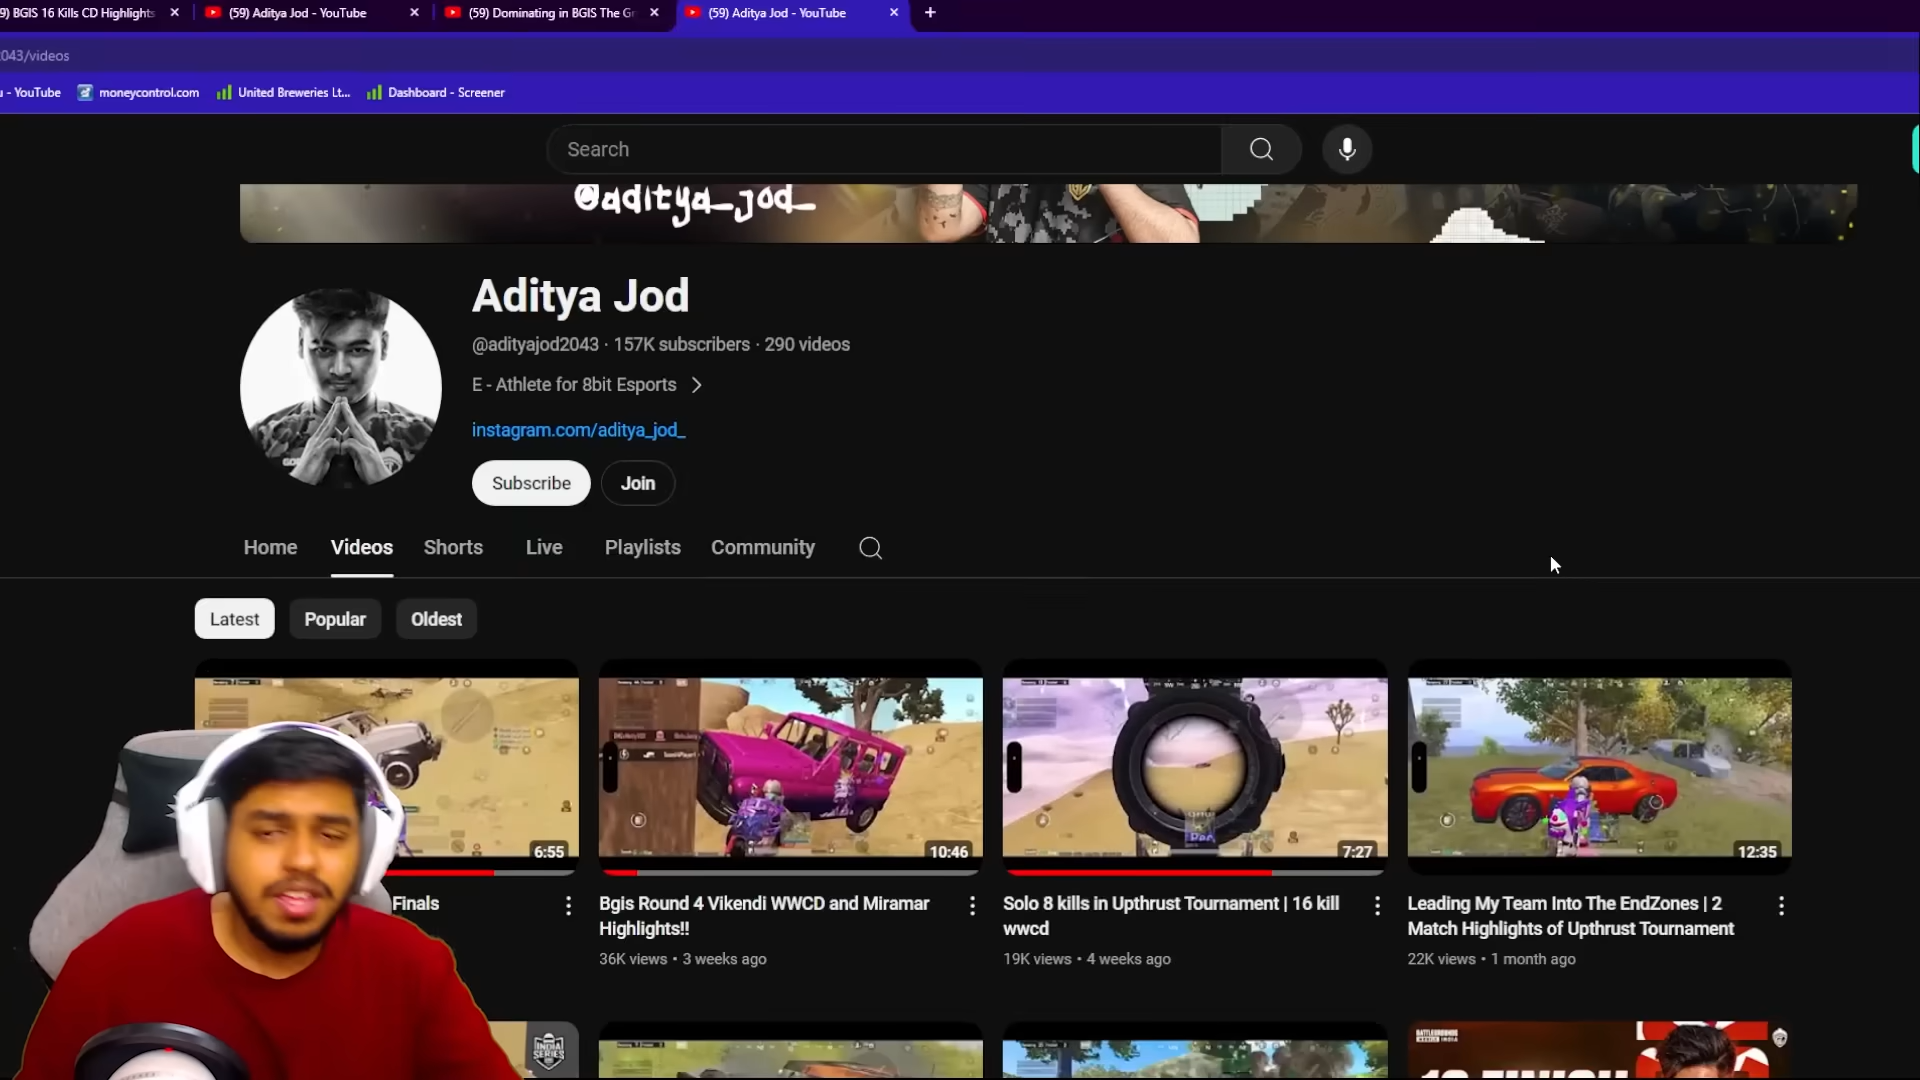 9) BGIS 16 Kills CD Highlights
(59) Aditya Jod - YouTube
(59) Dominating in BGIS The Gr
(59) Aditya Jod - YouTube
043/videos
- YouTube
moneycontrol.com
United Breweries Lt...
Dashboard - Screener
Search
@aditya_jod_
Aditya Jod
@adityajod2043 · 157K subscribers · 290 videos
E - Athlete for 8bit Esports
instagram.com/aditya_jod_
Subscribe
Join
Home
Videos
Shorts
Live
Playlists
Community
Latest
Popular
Oldest
6:55
10:46
7:27
12:35
Finals
Bgis Round 4 Vikendi WWCD and Miramar
Highlights!!
36K views • 3 weeks ago
Solo 8 kills in Upthrust Tournament | 16 kill
wwcd
19K views • 4 weeks ago
Leading My Team Into The EndZones | 2
Match Highlights of Upthrust Tournament
22K views • 1 month ago
INDIA
SERIES